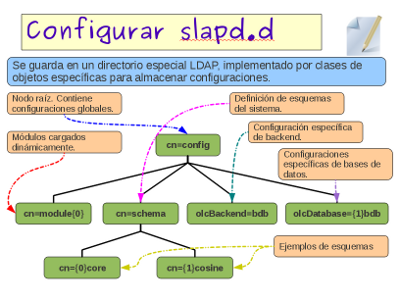 Configurar slapd.d
Se guarda en un directorio especial LDAP, implementado por clases de
objetos específicas para almacenar configuraciones.
Nodo raíz. Contiene
configuraciones globales.
Definición de esquemas
del sistema.
Módulos cargados
dinámicamente.
Configuración específica
de backend.
cn=config
Configuraciones
específicas de bases de
datos.
cn=module{0}
cn=schema
olcBackend=bdb
olcDatabase={1}bdb
Ejemplos de esquemas
cn={0}core
cn={1}cosine